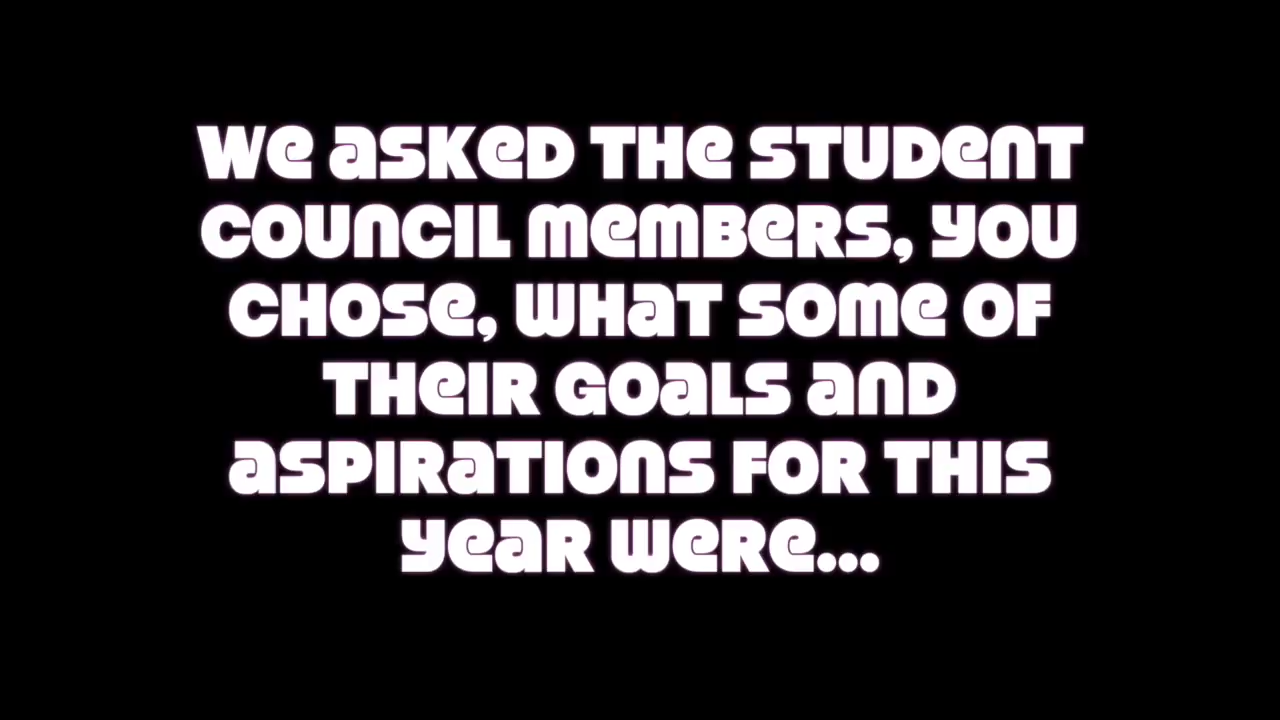 We asked the student
council members, you
chose, what some of
their goals and
aspirations for this
year were...